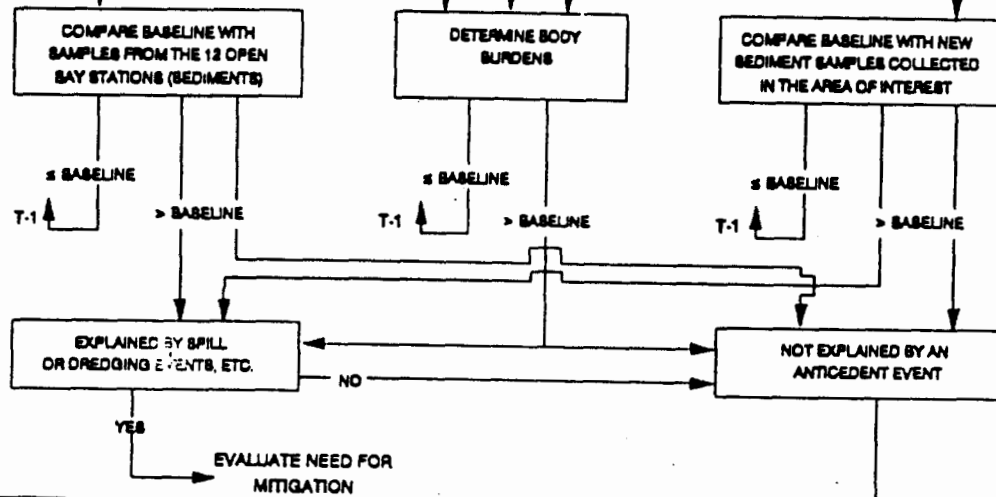 COMPARE BASELINE WITH
SAMPLES FROM THE 12 OPEN
BAY STATIONS (SEDIMENTS)
DETERMINE BODY
BURDENS
COMPARE BASELINE WITH NEW
SEDIMENT SAMPLES COLLECTED
IN THE AREA OF INTEREST
≤ BASELINE
T-1
> BASELINE
≤ BASELINE
T-1
> BASELINE
≤ BASELINE
T-1
> BASELINE
EXPLAINED BY SPILL
OR DREDGING EVENTS, ETC.
NO
NOT EXPLAINED BY AN
ANTICEDENT EVENT
YES
EVALUATE NEED FOR
MITIGATION